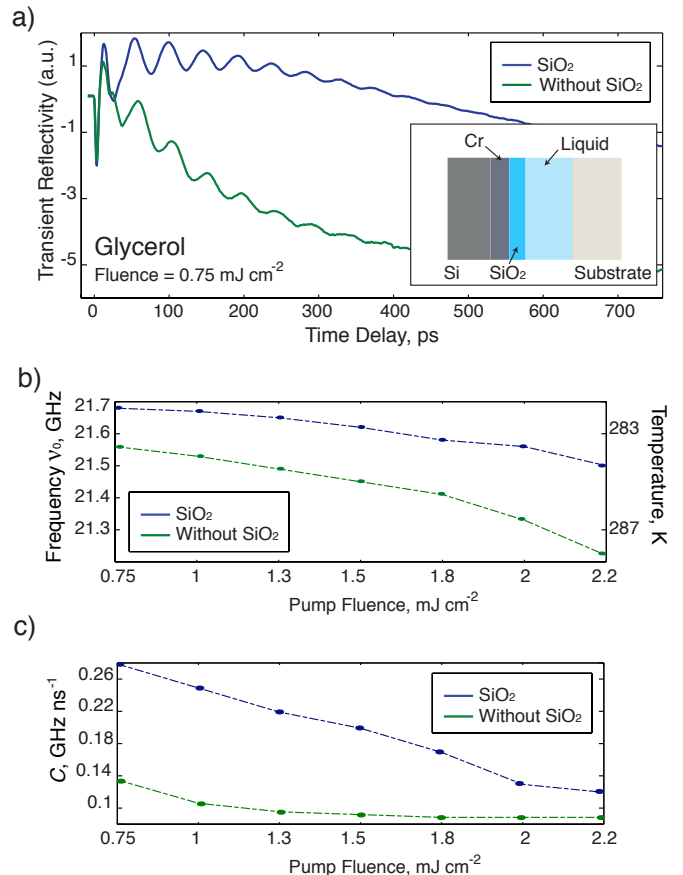 a)
Transient Reflectivity (a.u.)
1
-1
-3
-5
SiO₂
Without SiO₂
Cr
Liquid
Si
SiO₂
Substrate
Glycerol
Fluence = 0.75 mJ cm⁻²
0 100 200 300 400 500 600 700
Time Delay, ps
b)
Frequency ν₀, GHz
21.7
21.6
21.5
21.4
21.3
283
287
Temperature, K
SiO₂
Without SiO₂
0.75 1 1.3 1.5 1.8 2 2.2
Pump Fluence, mJ cm⁻²
c)
C, GHz ns⁻¹
0.26
0.22
0.18
0.14
0.1
SiO₂
Without SiO₂
0.75 1 1.3 1.5 1.8 2 2.2
Pump Fluence, mJ cm⁻²